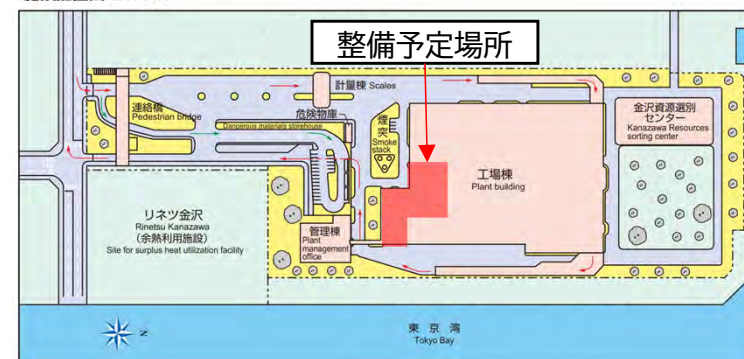 整備予定場所
計量棟 Scales
連絡橋
Pedestrian bridge
危険物庫
Dangerous materials storehouse
煙突
Smoke
stack
工場棟
Plant building
金沢資源選別
センター
Kanazawa Resources
sorting center
リネツ金沢
Rinetsu Kanazawa
（余熱利用施設）
Site for surplus heat utilization facility
管理棟
Plant
management
office
N
東京湾
Tokyo Bay